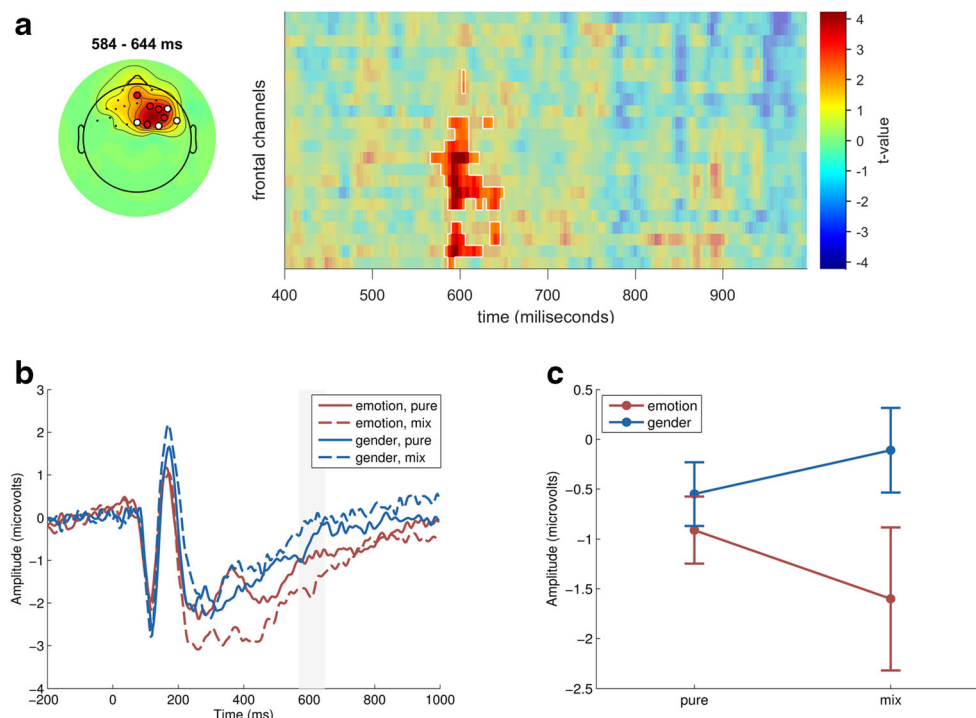 a
584 - 644 ms
frontal channels
400 500 600 700 800 900
time (miliseconds)
4
3
2
1
0
-1
-2
-3
-4
t-value
b
3
2
1
0
−1
−2
−3
−4
Amplitude (microvolts)
emotion, pure
emotion, mix
gender, pure
gender, mix
−200 0 200 400 600 800 1000
Time (ms)
c
0.5
0
−0.5
−1
−1.5
−2
−2.5
Amplitude (microvolts)
emotion
gender
pure mix